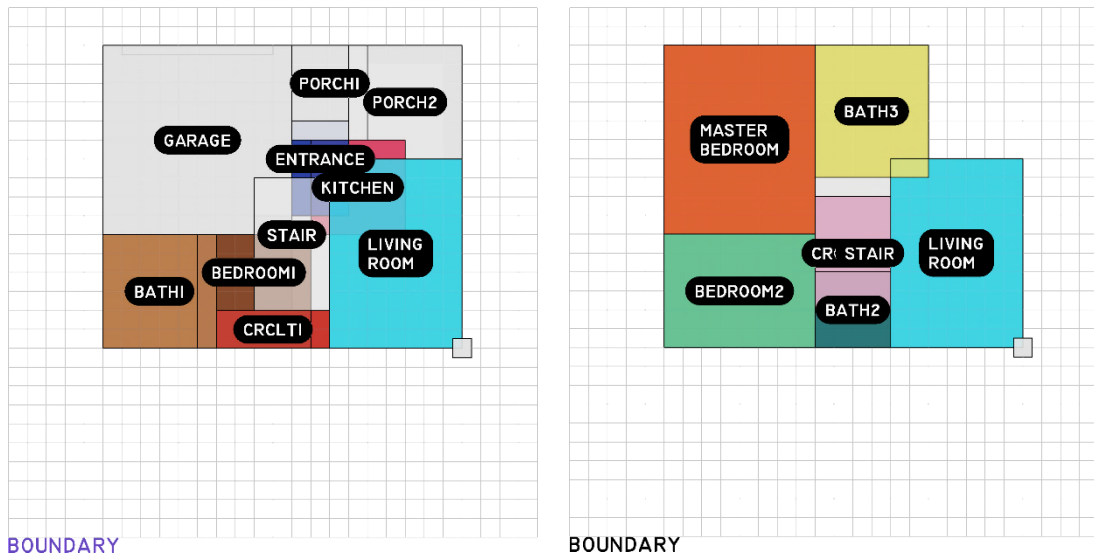 PORCH1
PORCH2
GARAGE
ENTRANCE
KITCHEN
STAIR
LIVING
ROOM
BEDROOM1
BATH1
CRCLT1
BOUNDARY
MASTER
BEDROOM
BATH3
STAIR
LIVING
ROOM
BEDROOM2
BATH2
BOUNDARY